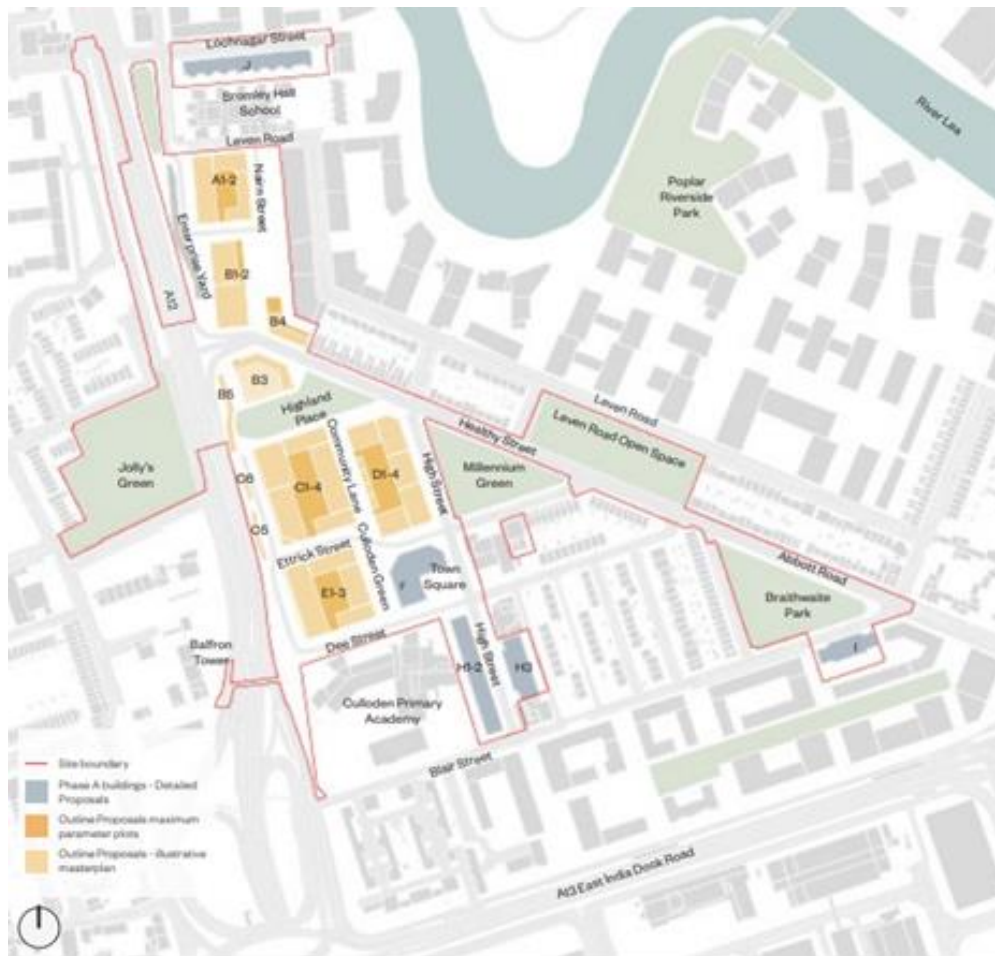 Lochnagar Street
J
Bromley Hall
School
Leven Road
River Lea
A1-2
Nairn Street
Poplar
Riverside
Park
Enterprise Yard
B1-2
A12
B4
B3
B5
Highland
Place
Leven Road
Healthy Street
Leven Road Open Space
Jolly's
Green
C6
C1-4
Community Lane
D1-4
High Street
Millennium
Green
C5
Ettrick Street
Culloden Green
Town
Square
F
Abbott Road
E1-3
Braithwaite
Park
Dee Street
Balfron
Tower
H1-2
High Street
H3
I
Culloden Primary
Academy
Blair Street
Site boundary
Phase A buildings - Detailed
Proposals
Outline Proposals maximum
parameter plots
Outline Proposals - illustrative
masterplan
A13 East India Dock Road